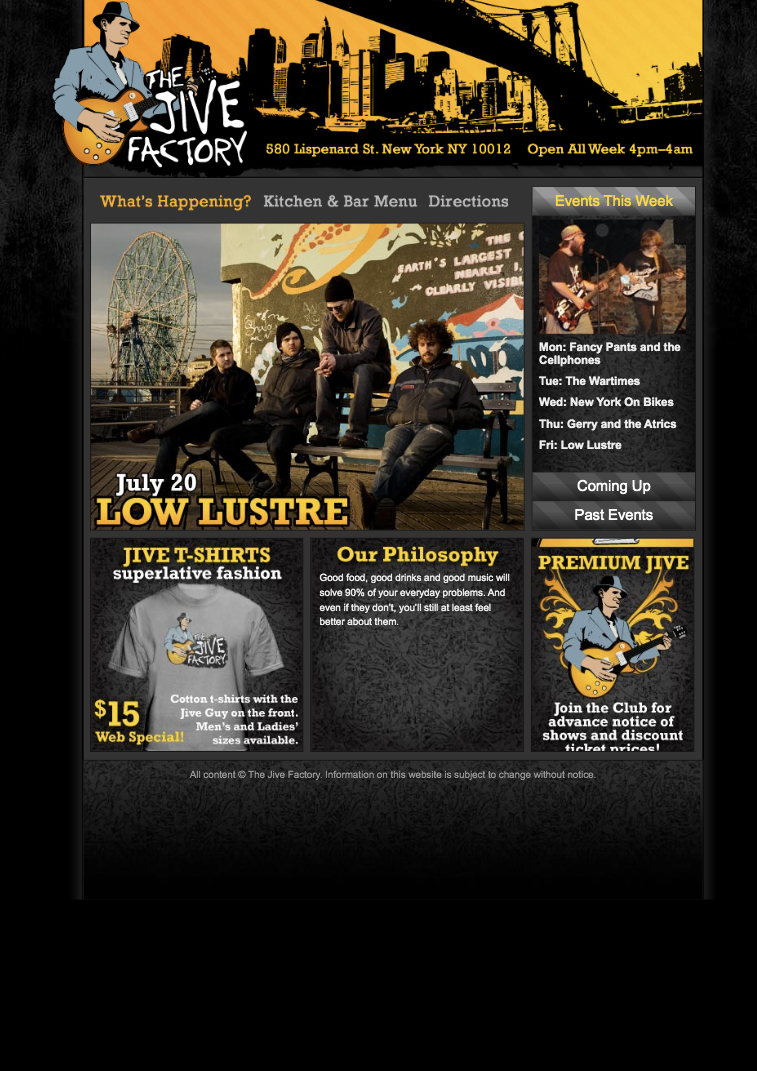 THE
JIVE
FACTORY
580 Lispenard St. New York NY 10012 Open All Week 4pm–4am
What's Happening? Kitchen & Bar Menu Directions
Events This Week
THE
EARTH'S LARGEST
NEARLY 1,
CLEARLY VISIBL
July 20
LOW LUSTRE
Mon: Fancy Pants and the
Cellphones
Tue: The Wartimes
Wed: New York On Bikes
Thu: Gerry and the Atrics
Fri: Low Lustre
Coming Up
Past Events
JIVE T-SHIRTS
superlative fashion
THE
JIVE
FACTORY
$15
Web Special!
Cotton t-shirts with the
Jive Guy on the front.
Men's and Ladies'
sizes available.
Our Philosophy
Good food, good drinks and good music will
solve 90% of your everyday problems. And
even if they don't, you'll still at least feel
better about them.
PREMIUM JIVE
Join the Club for
advance notice of
shows and discount
ticket prices!
All content © The Jive Factory. Information on this website is subject to change without notice.